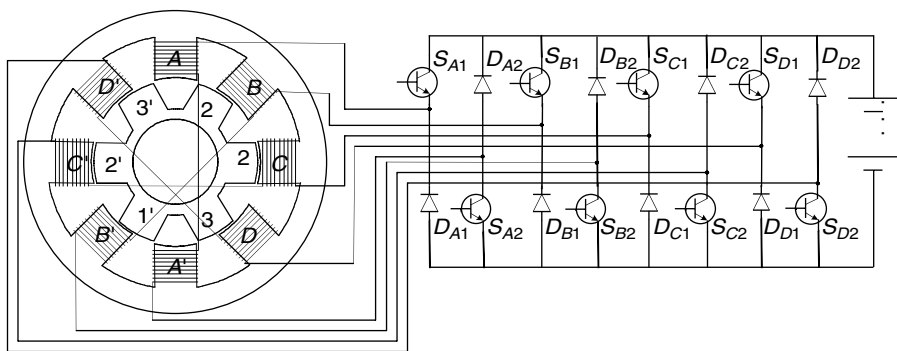 A
B
C
D
A'
B'
C'
D'
2
2
3
1'
2'
3'
S_A1 D_A2 S_B1 D_B2 S_C1 D_C2 S_D1 D_D2
D_A1 S_A2 D_B1 S_B2 D_C1 S_C2 D_D1 S_D2